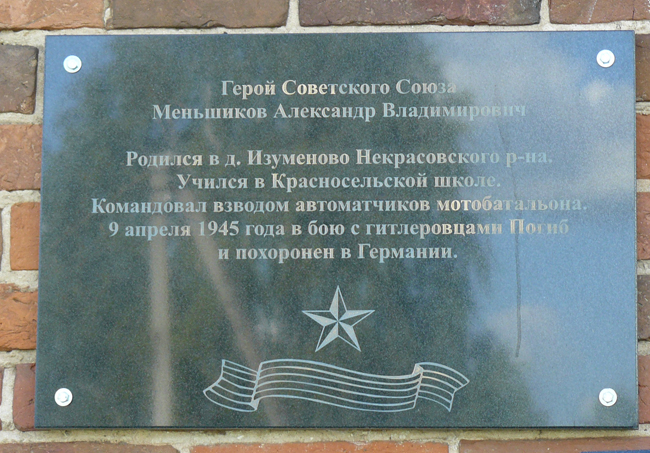 Герой Советского Союза
Меньшиков Александр Владимирович
Родился в д. Изуменово Некрасовского р-на.
Учился в Красносельской школе.
Командовал взводом автоматчиков мотобатальона.
9 апреля 1945 года в бою с гитлеровцами Погиб
и похоронен в Германии.